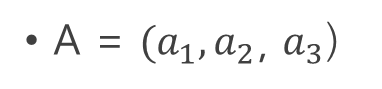 • A = (𝑎₁, 𝑎₂, 𝑎₃)